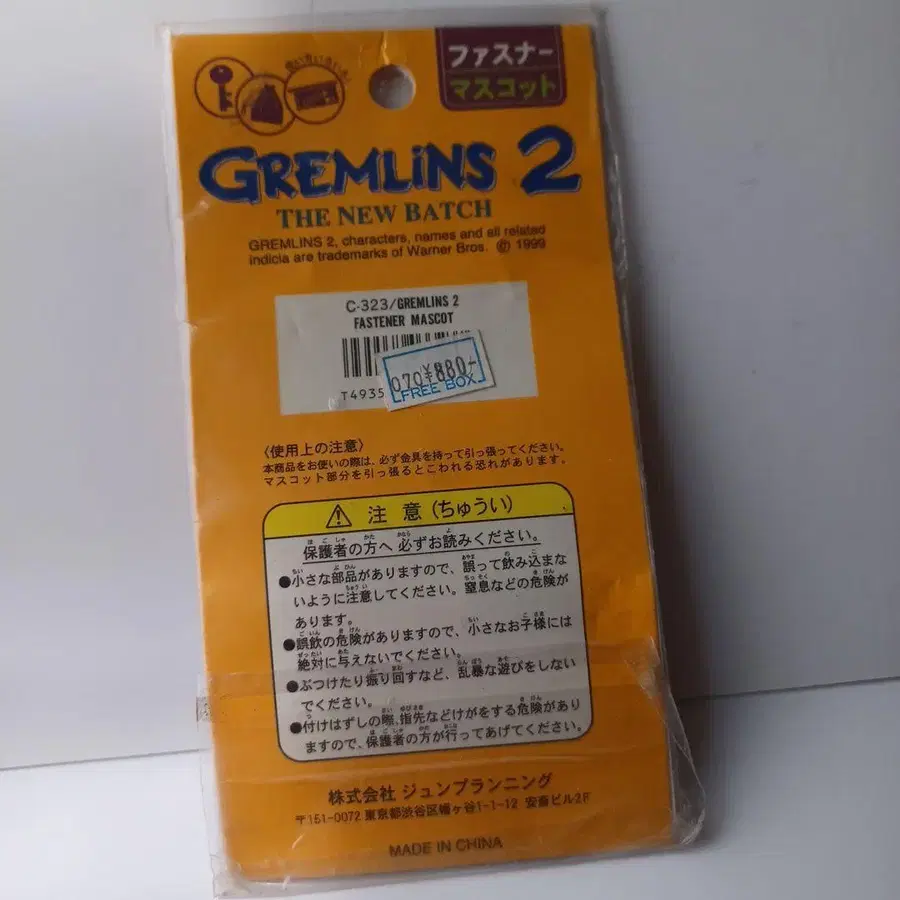 ファスナー
マスコット
GREMLINS 2
THE NEW BATCH
GREMLINS 2, characters, names and all related
indicia are trademarks of Warner Bros. © 1999
C-323/GREMLINS 2
FASTENER MASCOT
T4935
070 ¥880-
FREE BOX
〈使用上の注意〉
本商品をお使いの際は、必ず金具を持って引っ張ってください。
マスコット部分を引っ張るとこわれる恐れがあります。
⚠ 注意(ちゅうい)
保護者の方へ必ずお読みください。
●小さな部品がありますので、誤って飲み込まな
いように注意してください。窒息などの危険が
あります。
●誤飲の危険がありますので、小さなお子様には
絶対に与えないでください。
●ぶつけたり振り回すなど、乱暴な遊びをしない
でください。
●付けはずしの際、指先などけがをする危険があり
ますので、保護者の方が行ってあげてください。
株式会社 ジュンプランニング
〒151-0072 東京都渋谷区幡ヶ谷1-1-12 安斎ビル2F
MADE IN CHINA